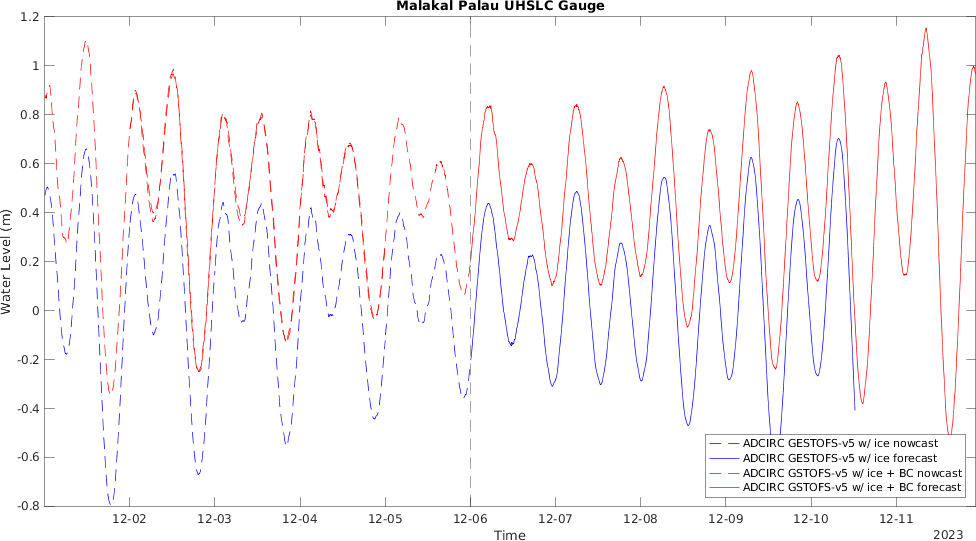 Malakal Palau UHSLC Gauge
1.2
1
0.8
0.6
0.4
0.2
0
-0.2
-0.4
-0.6
-0.8
Water Level (m)
12-02 12-03 12-04 12-05 12-06 12-07 12-08 12-09 12-10 12-11
Time
2023
ADCIRC GESTOFS-v5 w/ ice nowcast
ADCIRC GESTOFS-v5 w/ ice forecast
ADCIRC GSTOFS-v5 w/ ice + BC nowcast
ADCIRC GSTOFS-v5 w/ ice + BC forecast